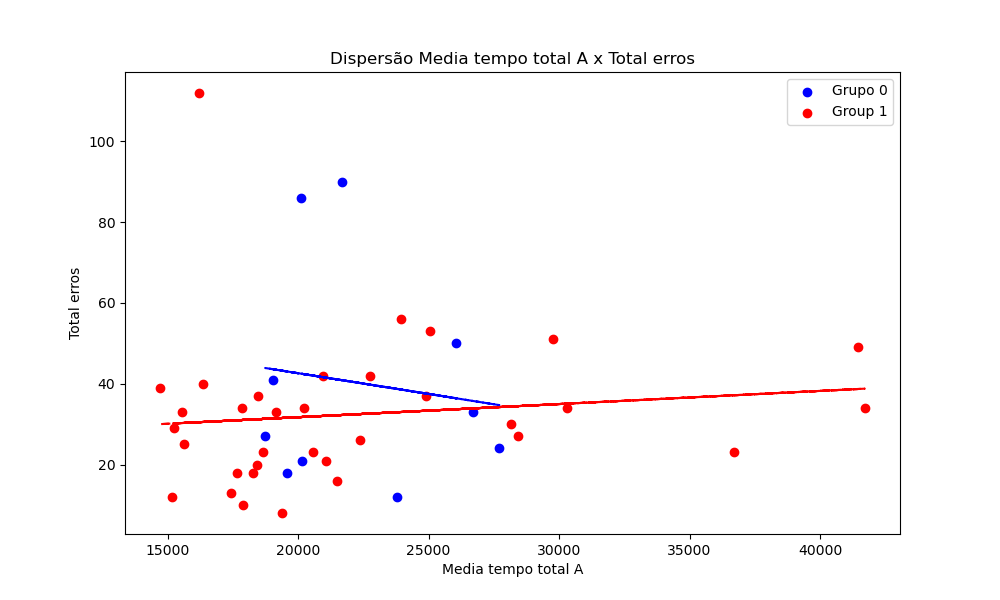 Dispersão Media tempo total A x Total erros
Grupo 0
Group 1
Total erros
100
80
60
40
20
15000 20000 25000 30000 35000 40000
Media tempo total A